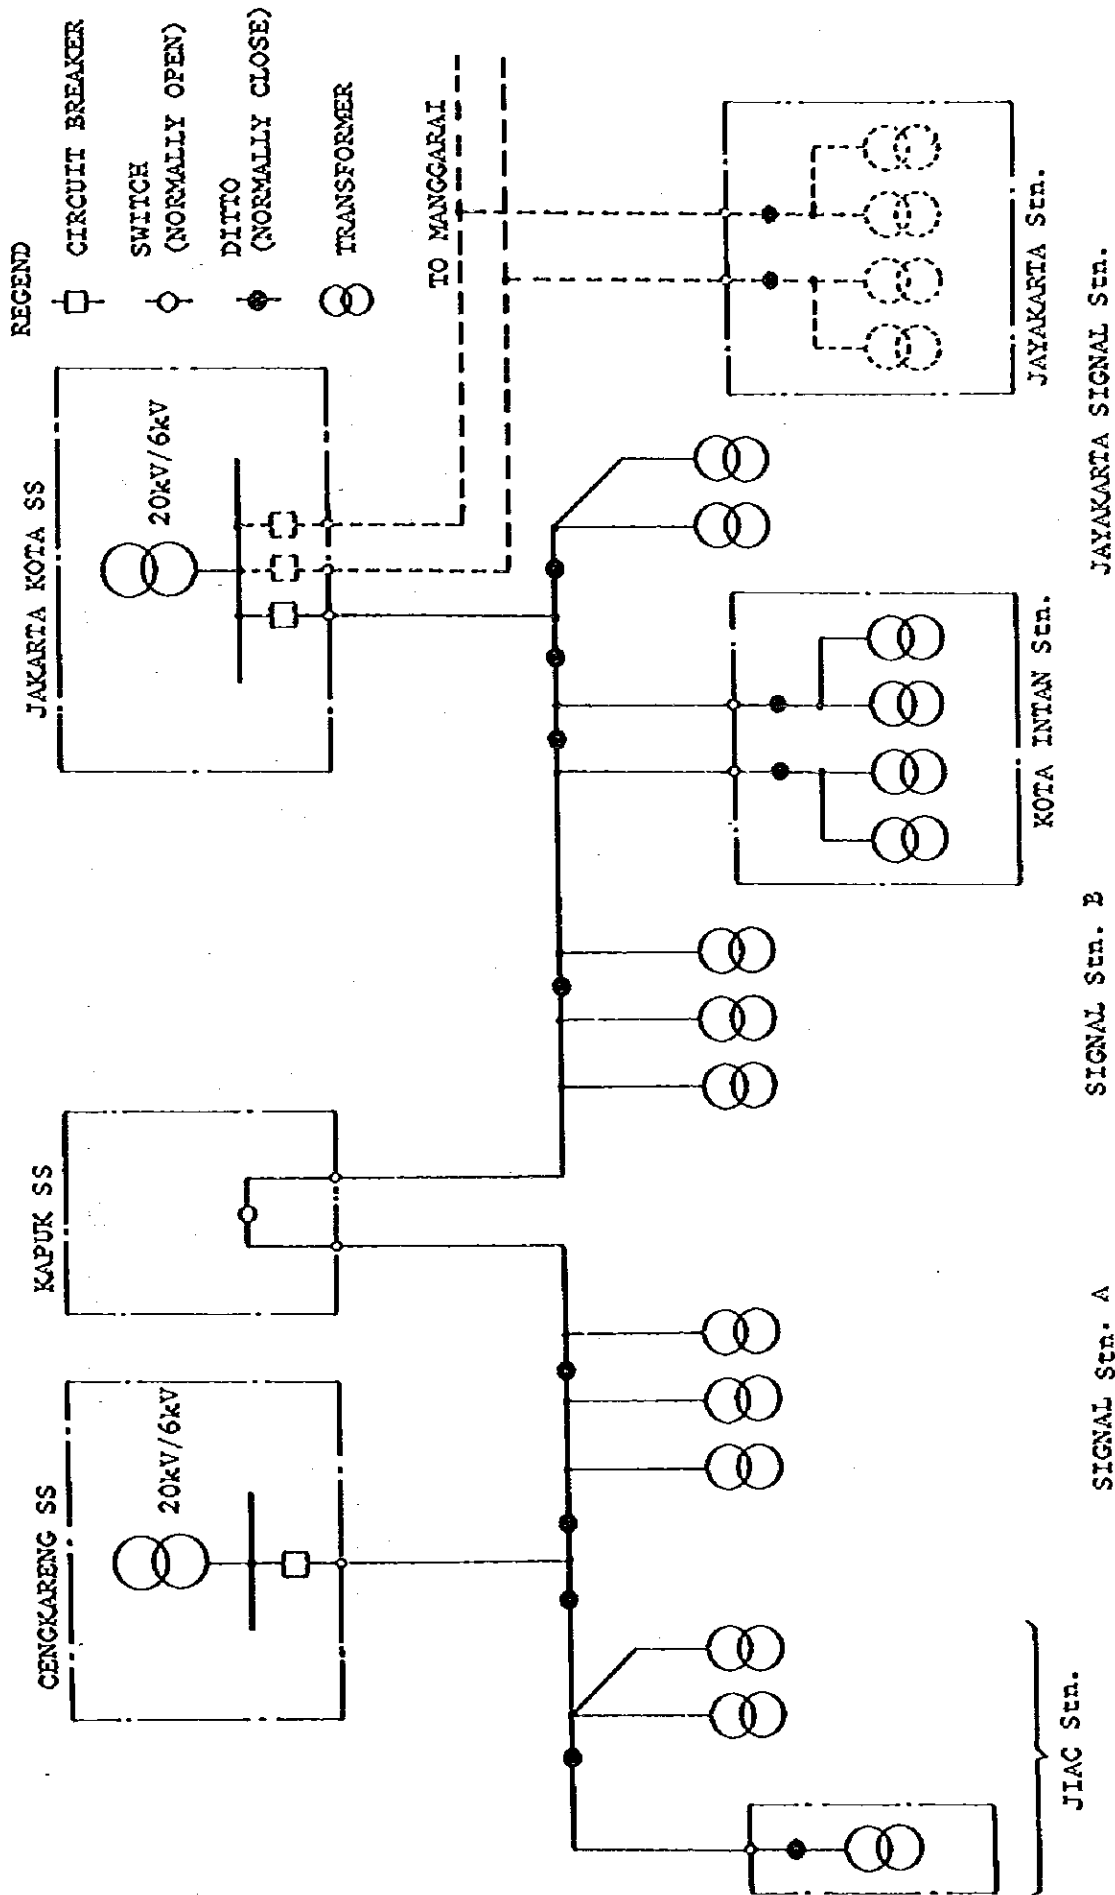 REGEND
CIRCUIT BREAKER
SWITCH
(NORMALLY OPEN)
DITTO
(NORMALLY CLOSE)
TRANSFORMER
CENGKARENG SS
20kV/6kV
KAPUK SS
JAKARTA KOTA SS
20kV/6kV
TO MANGGARAI
JIAC Stn.
SIGNAL Stn. A
SIGNAL Stn. B
KOTA INTAN Stn.
JAYAKARTA SIGNAL Stn.
JAYAKARTA Stn.